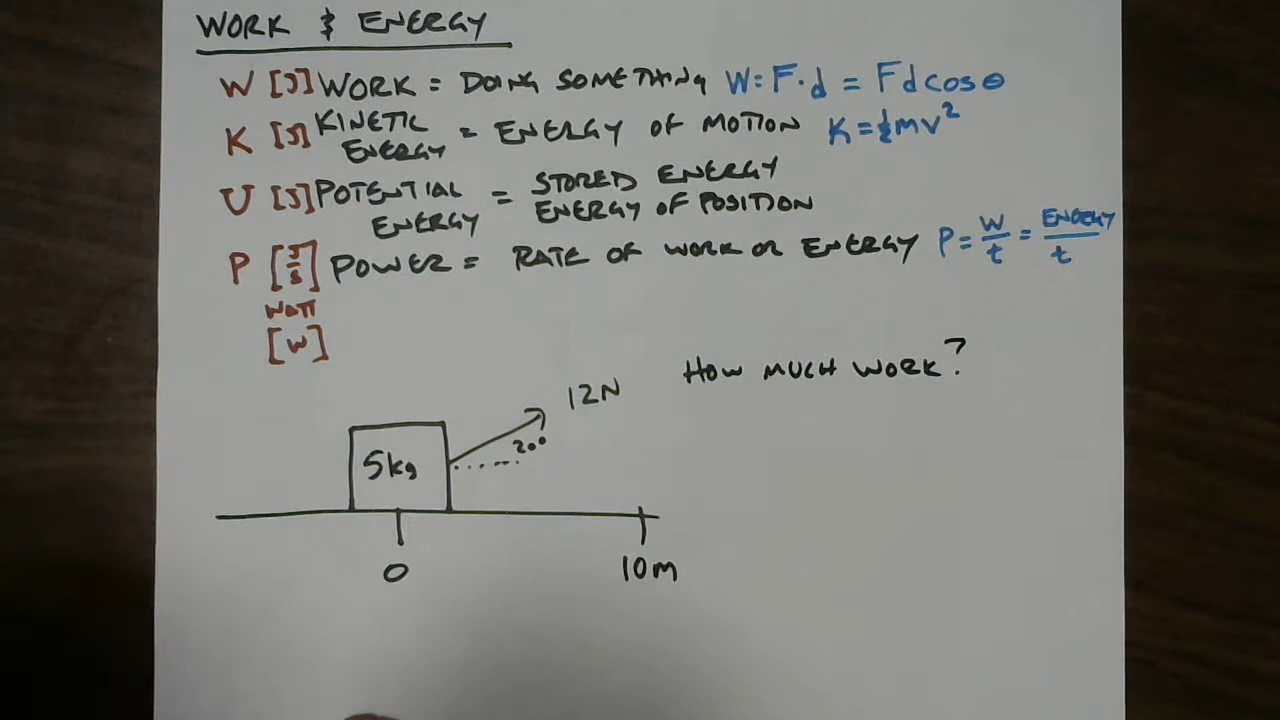 WORK & ENERGY
W [J] WORK = DOING SOMETHING W = F · d = Fd cos θ
K [J] KINETIC ENERGY = ENERGY OF MOTION K = ½mv²
U [J] POTENTIAL ENERGY = STORED ENERGY ENERGY OF POSITION
P [J/s] POWER = RATE OF WORK OR ENERGY P = W/t = ENERGY/t
WATT
[W]
HOW MUCH WORK?
12N
20°
5kg
0
10m